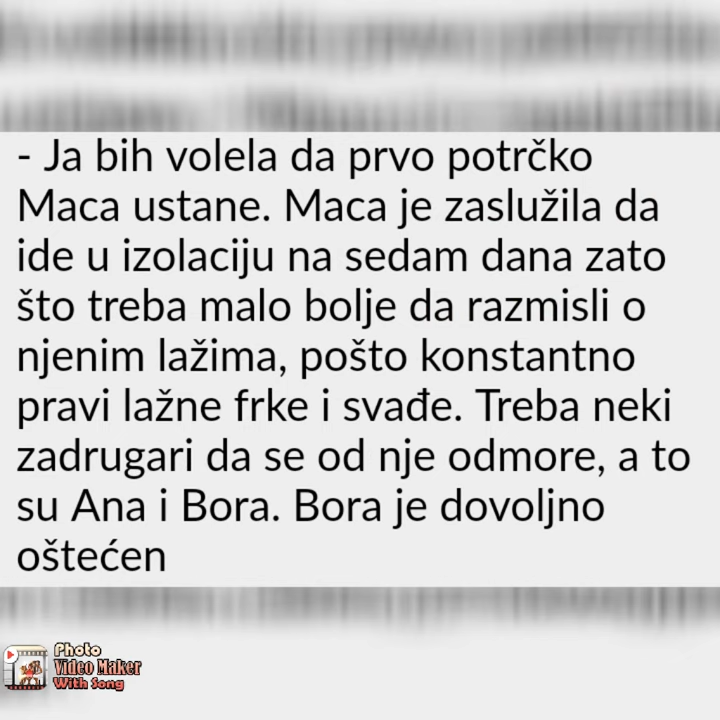 - Ja bih volela da prvo potrčko
Maca ustane. Maca je zaslužila da
ide u izolaciju na sedam dana zato
što treba malo bolje da razmisli o
njenim lažima, pošto konstantno
pravi lažne frke i svađe. Treba neki
zadrugari da se od nje odmore, a to
su Ana i Bora. Bora je dovoljno
oštećen
Photo
Video Maker
With Song